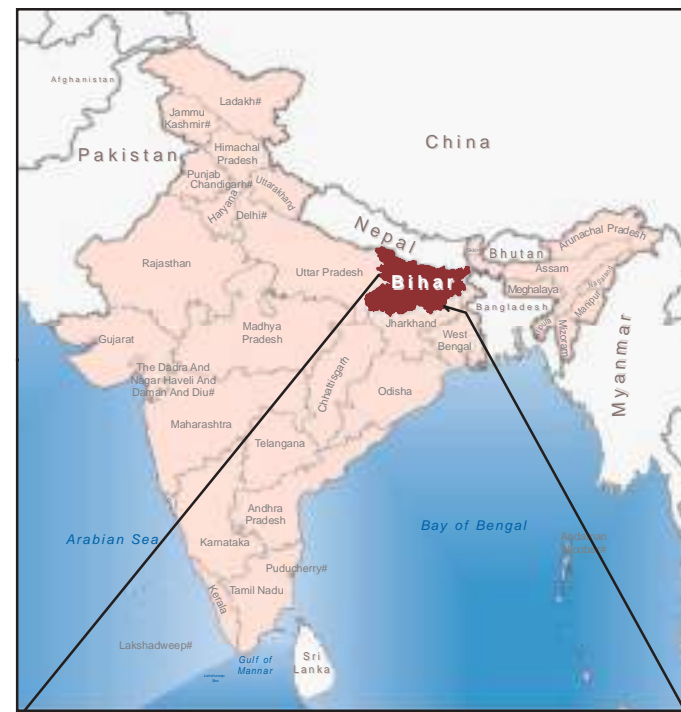 Afghanistan
Ladakh#
Jammu
Kashmir#
China
Himachal
Pradesh
Pakistan
Punjab
Chandigarh#
Uttarakhand
Haryana
Delhi#
Nepal
Arunachal Pradesh
Bhutan
Rajasthan
Uttar Pradesh
Bihar
Assam
Nagaland
Meghalaya
Manipur
Bangladesh
Gujarat
Madhya
Pradesh
Jharkhand
West
Bengal
Mizoram
Myanmar
The Dadra And
Nagar Haveli And
Daman And Diu#
Chhattisgarh
Odisha
Maharashtra
Telangana
Andhra
Pradesh
Bay of Bengal
Arabian Sea
Karnataka
Puducherry#
Kerala
Tamil Nadu
Lakshadweep#
Gulf of
Mannar
Sri
Lanka